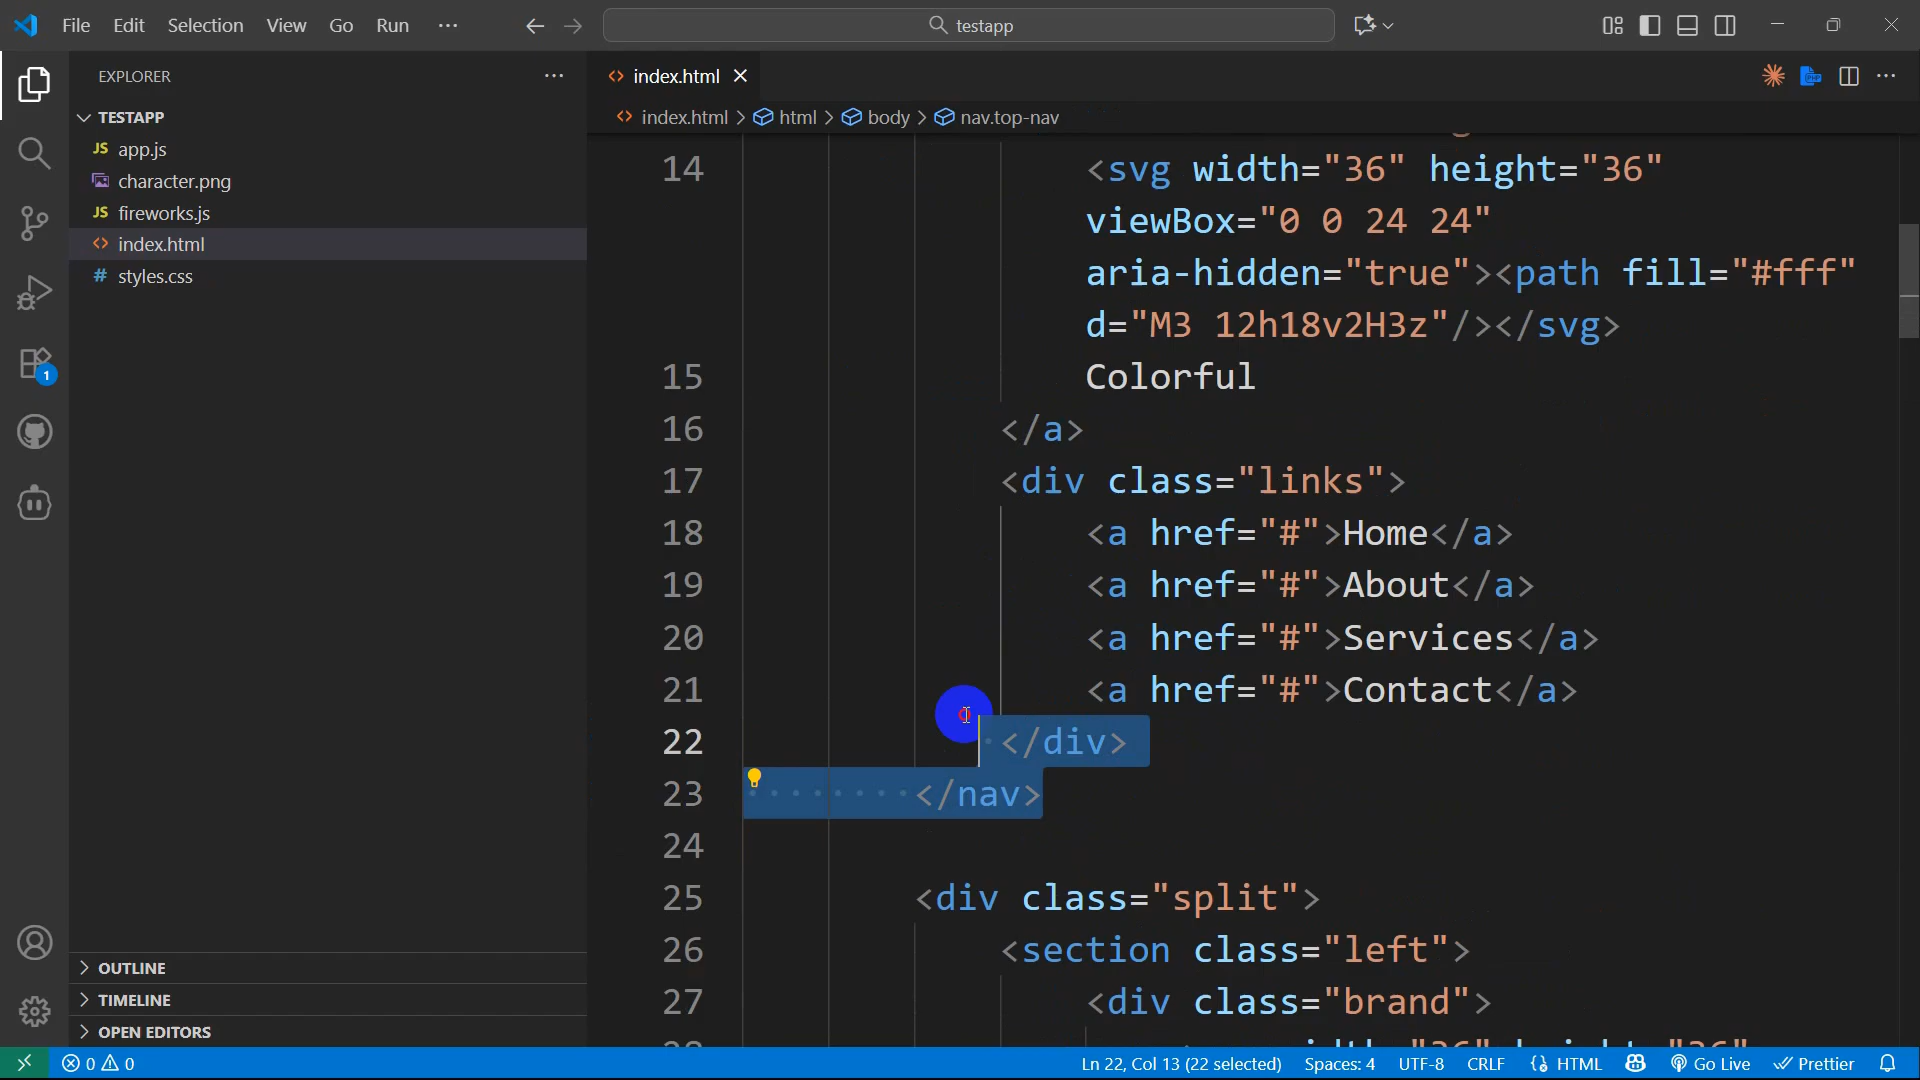 File Edit Selection View Go Run ··· testapp
EXPLORER ···
TESTAPP
JS app.js
character.png
JS fireworks.js
<> index.html
# styles.css
OUTLINE
TIMELINE
OPEN EDITORS
1
<> index.html
PHP
···
<> index.html > html > body > nav.top-nav
14 <svg width="36" height="36"
viewBox="0 0 24 24"
aria-hidden="true"><path fill="#fff"
d="M3 12h18v2H3z"/></svg>
15 Colorful
16 </a>
17 <div class="links">
18 <a href="#">Home</a>
19 <a href="#">About</a>
20 <a href="#">Services</a>
21 <a href="#">Contact</a>
22 </div>
23 </nav>
24
25 <div class="split">
26 <section class="left">
27 <div class="brand">
0 0 Ln 22, Col 13 (22 selected) Spaces: 4 UTF-8 CRLF HTML Go Live Prettier